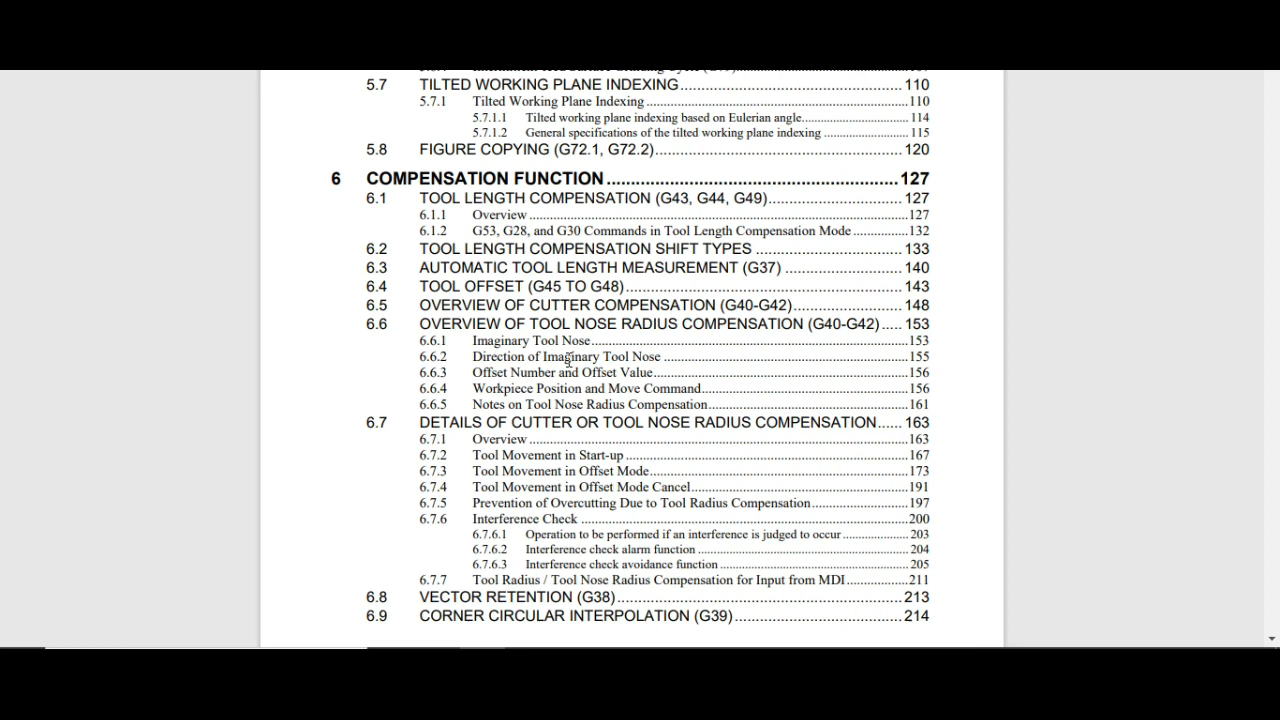 5.7 TILTED WORKING PLANE INDEXING 110
5.7.1 Tilted Working Plane Indexing 110
5.7.1.1 Tilted working plane indexing based on Eulerian angle 114
5.7.1.2 General specifications of the tilted working plane indexing 115
5.8 FIGURE COPYING (G72.1, G72.2) 120
6 COMPENSATION FUNCTION 127
6.1 TOOL LENGTH COMPENSATION (G43, G44, G49) 127
6.1.1 Overview 127
6.1.2 G53, G28, and G30 Commands in Tool Length Compensation Mode 132
6.2 TOOL LENGTH COMPENSATION SHIFT TYPES 133
6.3 AUTOMATIC TOOL LENGTH MEASUREMENT (G37) 140
6.4 TOOL OFFSET (G45 TO G48) 143
6.5 OVERVIEW OF CUTTER COMPENSATION (G40-G42) 148
6.6 OVERVIEW OF TOOL NOSE RADIUS COMPENSATION (G40-G42) 153
6.6.1 Imaginary Tool Nose 153
6.6.2 Direction of Imaginary Tool Nose 155
6.6.3 Offset Number and Offset Value 156
6.6.4 Workpiece Position and Move Command 156
6.6.5 Notes on Tool Nose Radius Compensation 161
6.7 DETAILS OF CUTTER OR TOOL NOSE RADIUS COMPENSATION 163
6.7.1 Overview 163
6.7.2 Tool Movement in Start-up 167
6.7.3 Tool Movement in Offset Mode 173
6.7.4 Tool Movement in Offset Mode Cancel 191
6.7.5 Prevention of Overcutting Due to Tool Radius Compensation 197
6.7.6 Interference Check 200
6.7.6.1 Operation to be performed if an interference is judged to occur 203
6.7.6.2 Interference check alarm function 204
6.7.6.3 Interference check avoidance function 205
6.7.7 Tool Radius / Tool Nose Radius Compensation for Input from MDI 211
6.8 VECTOR RETENTION (G38) 213
6.9 CORNER CIRCULAR INTERPOLATION (G39) 214